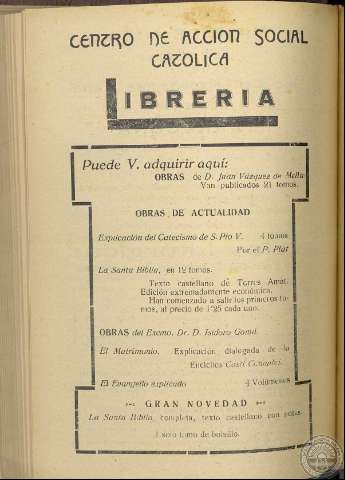 CENTRO DE ACCION SOCIAL
CATOLICA
LIBRERIA
Puede V. adquirir aquí:
OBRAS de D. Juan Vázquez de Mella
Van publicados 21 tomos.
OBRAS DE ACTUALIDAD
Explicación del Catecismo de S. Pío V. 4 tomos
Por el P. Plat
La Santa Biblia, en 12 tomos.
Texto castellano de Torres Amat.
Edición extremadamente económica.
Han comenzado a salir los primeros to-
mos, al precio de 1'25 cada uno.
OBRAS del Excmo. Dr. D. Isidoro Gomá.
El Matrimonio. Explicación dialogada de la
Encíclica Casti Connubii.
El Evangelio explicado 4 Volúmenes
GRAN NOVEDAD
La Santa Biblia, completa, texto castellano con notas
1 solo tomo de bolsillo.